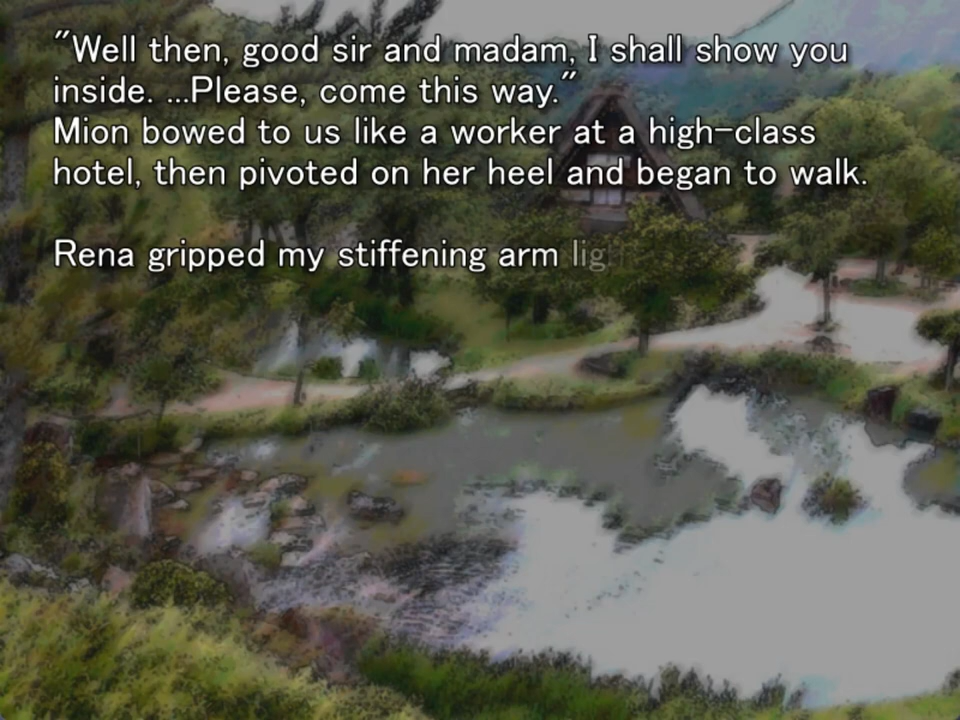 "Well then, good sir and madam, I shall show you
inside. ...Please, come this way."
Mion bowed to us like a worker at a high-class
hotel, then pivoted on her heel and began to walk.
Rena gripped my stiffening arm lig